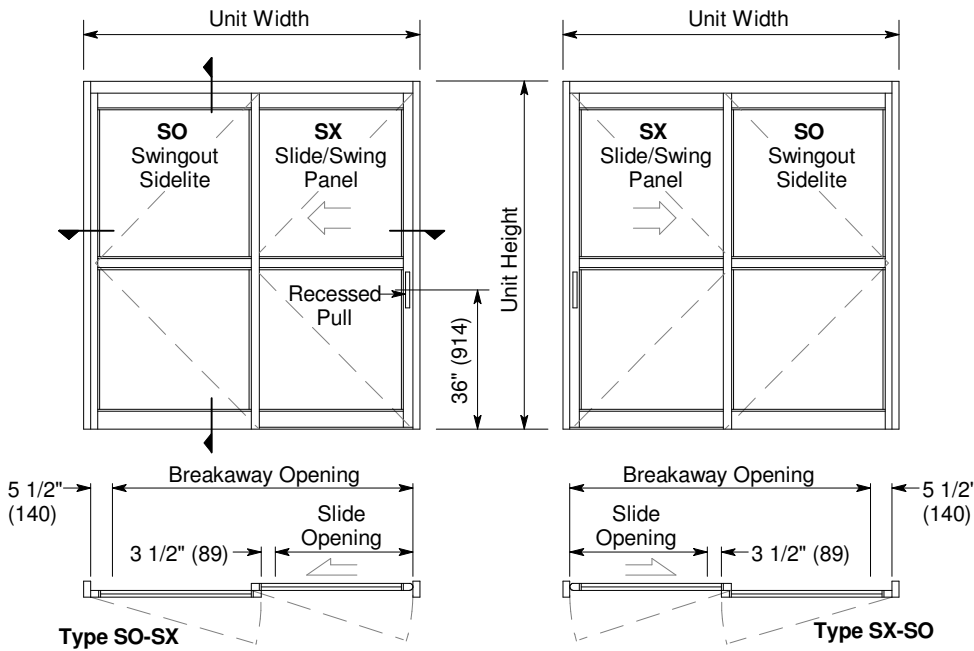 Unit Width
Unit Width
SO
Swingout
Sidelite
SX
Slide/Swing
Panel
Recessed
Pull
36" (914)
Unit Height
SX
Slide/Swing
Panel
SO
Swingout
Sidelite
Breakaway Opening
5 1/2"
(140)
Slide
Opening
3 1/2" (89)
Type SO-SX
Breakaway Opening
5 1/2'
(140)
Slide
Opening
3 1/2" (89)
Type SX-SO